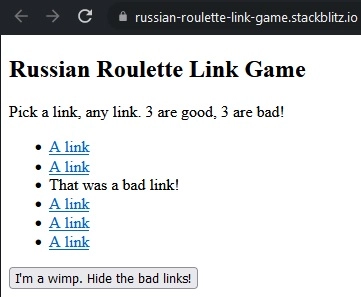 russian-roulette-link-game.stackblitz.io
Russian Roulette Link Game
Pick a link, any link. 3 are good, 3 are bad!
A link
A link
That was a bad link!
A link
A link
A link
I'm a wimp. Hide the bad links!